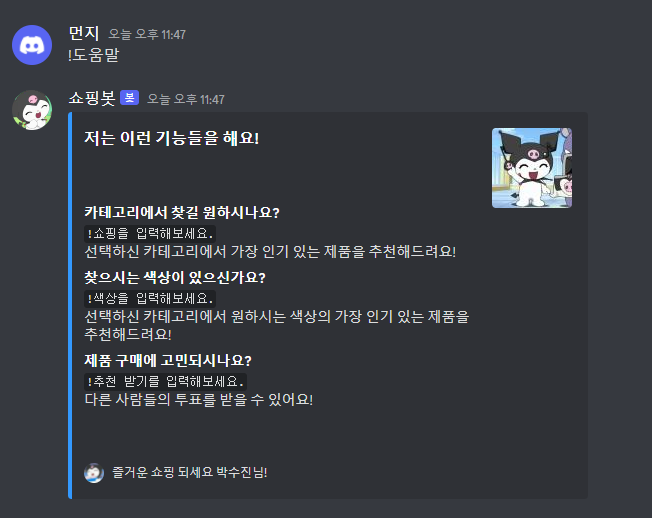 먼지 오늘 오후 11:47
!도움말
쇼핑봇 봇 오늘 오후 11:47
저는 이런 기능들을 해요!
카테고리에서 찾길 원하시나요?
!쇼핑을 입력해보세요.
선택하신 카테고리에서 가장 인기 있는 제품을 추천해드려요!
찾으시는 색상이 있으신가요?
!색상을 입력해보세요.
선택하신 카테고리에서 원하시는 색상의 가장 인기 있는 제품을
추천해드려요!
제품 구매에 고민되시나요?
!추천 받기를 입력해보세요.
다른 사람들의 투표를 받을 수 있어요!
즐거운 쇼핑 되세요 박수진님!